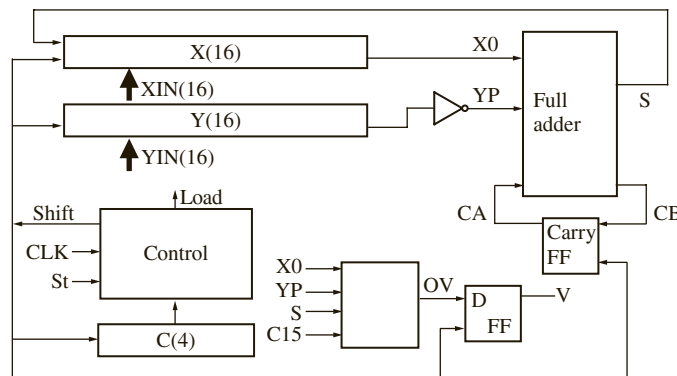 X(16)
X0
XIN(16)
Y(16)
YP
Full
adder
S
YIN(16)
Load
Shift
CA
CB
CLK
Control
Carry
FF
St
X0
YP
OV
D
V
S
FF
C15
C(4)